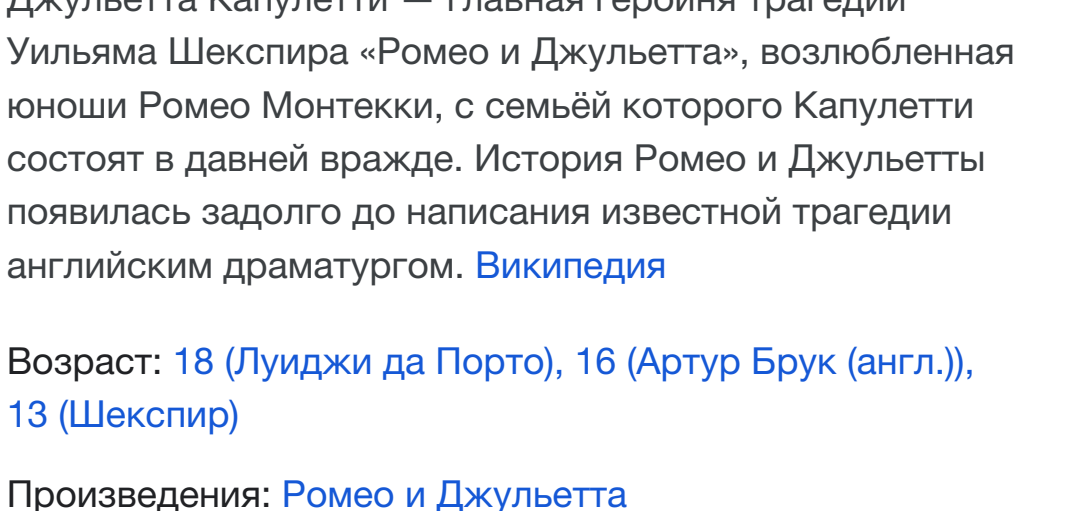 Джульетта Капулетти — главная героиня трагедии
Уильяма Шекспира «Ромео и Джульетта», возлюбленная
юноши Ромео Монтекки, с семьёй которого Капулетти
состоят в давней вражде. История Ромео и Джульетты
появилась задолго до написания известной трагедии
английским драматургом. Википедия
Возраст: 18 (Луиджи да Порто), 16 (Артур Брук (англ.)),
13 (Шекспир)
Произведения: Ромео и Джульетта